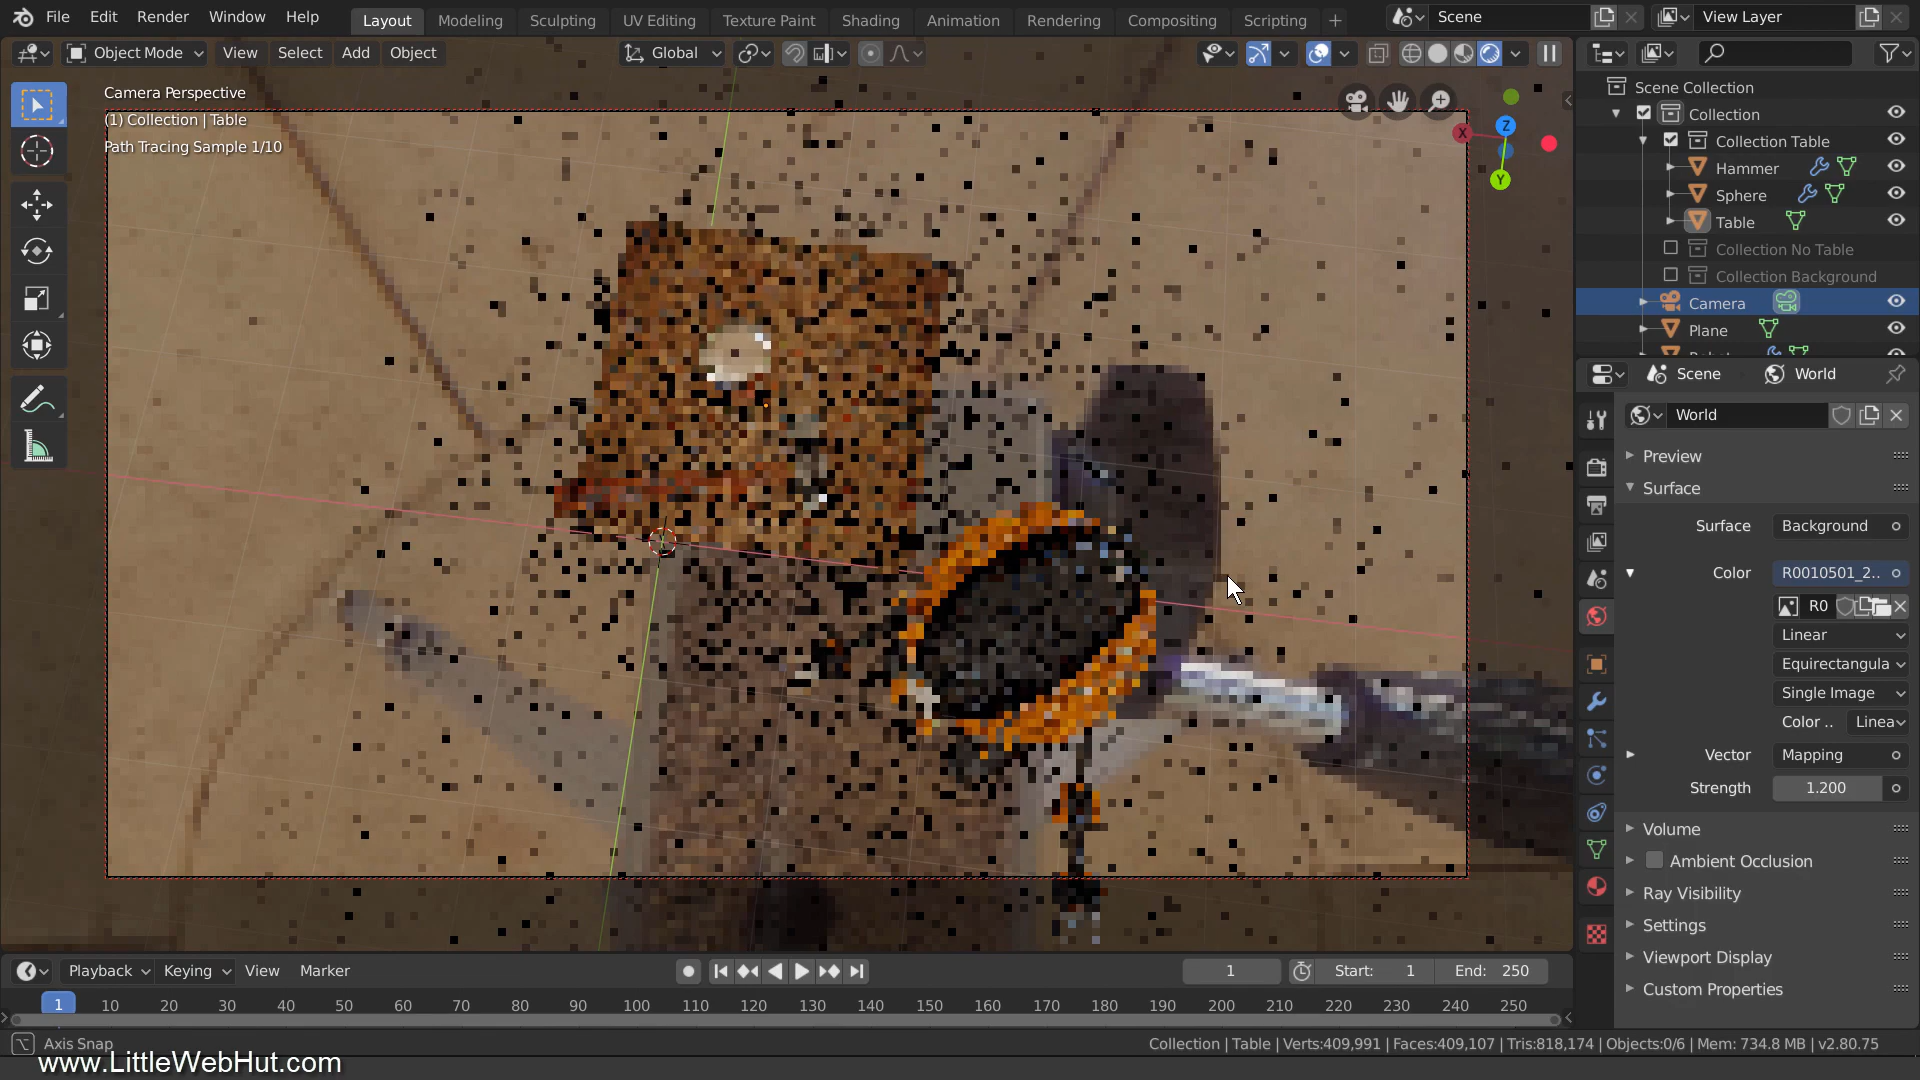 File Edit Render Window Help Layout Modeling Sculpting UV Editing Texture Paint Shading Animation Rendering Compositing Scripting + Scene View Layer
Object Mode View Select Add Object Global
Camera Perspective
(1) Collection | Table
Path Tracing Sample 1/10
X Z Y
Scene Collection
Collection
Collection Table
Hammer
Sphere
Table
Collection No Table
Collection Background
Camera
Plane
Scene World
World
Preview
Surface
Surface Background
Color R0010501_2..
R0
Linear
Equirectangula
Single Image
Color .. Linea
Vector Mapping
Strength 1.200
Volume
Ambient Occlusion
Ray Visibility
Settings
Viewport Display
Custom Properties
Playback Keying View Marker 1 Start: 1 End: 250
1 10 20 30 40 50 60 70 80 90 100 110 120 130 140 150 160 170 180 190 200 210 220 230 240 250
Axis Snap Collection | Table | Verts:409,991 | Faces:409,107 | Tris:818,174 | Objects:0/6 | Mem: 734.8 MB | v2.80.75
www.LittleWebHut.com